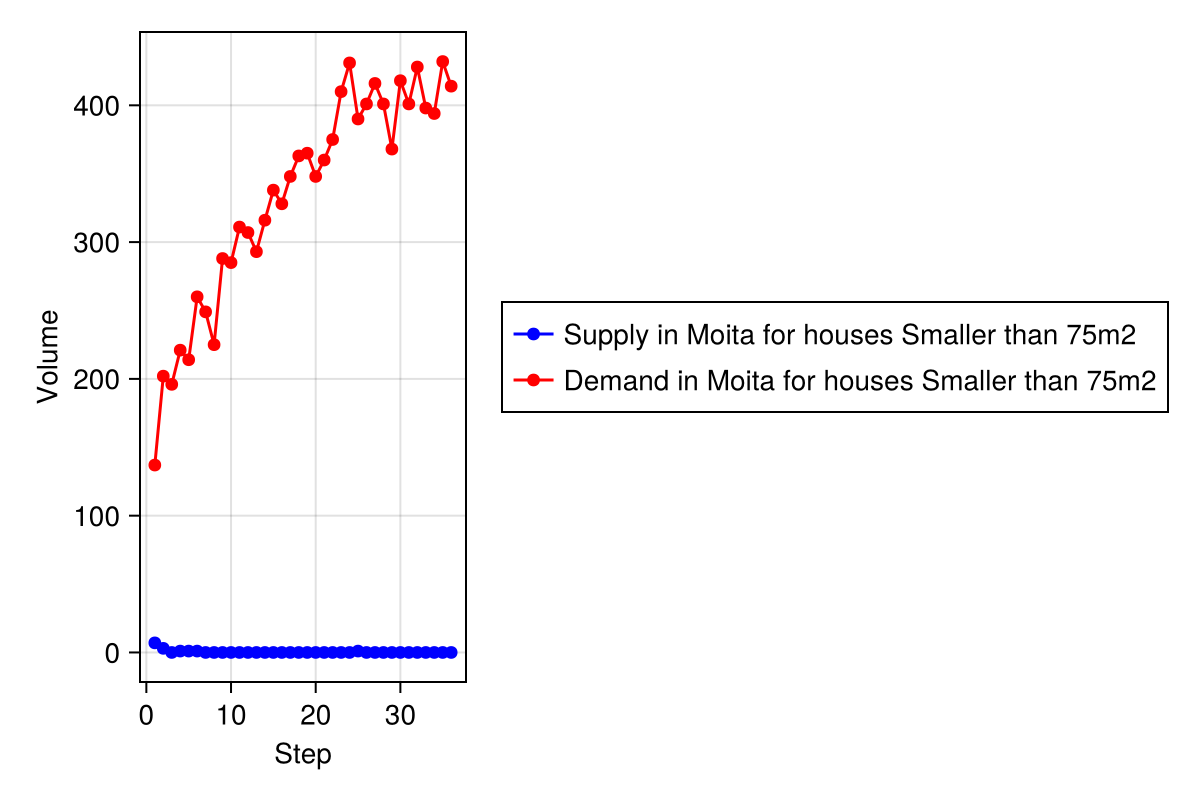 Volume
400
300
200
100
0
0 10 20 30
Step
Supply in Moita for houses Smaller than 75m2
Demand in Moita for houses Smaller than 75m2